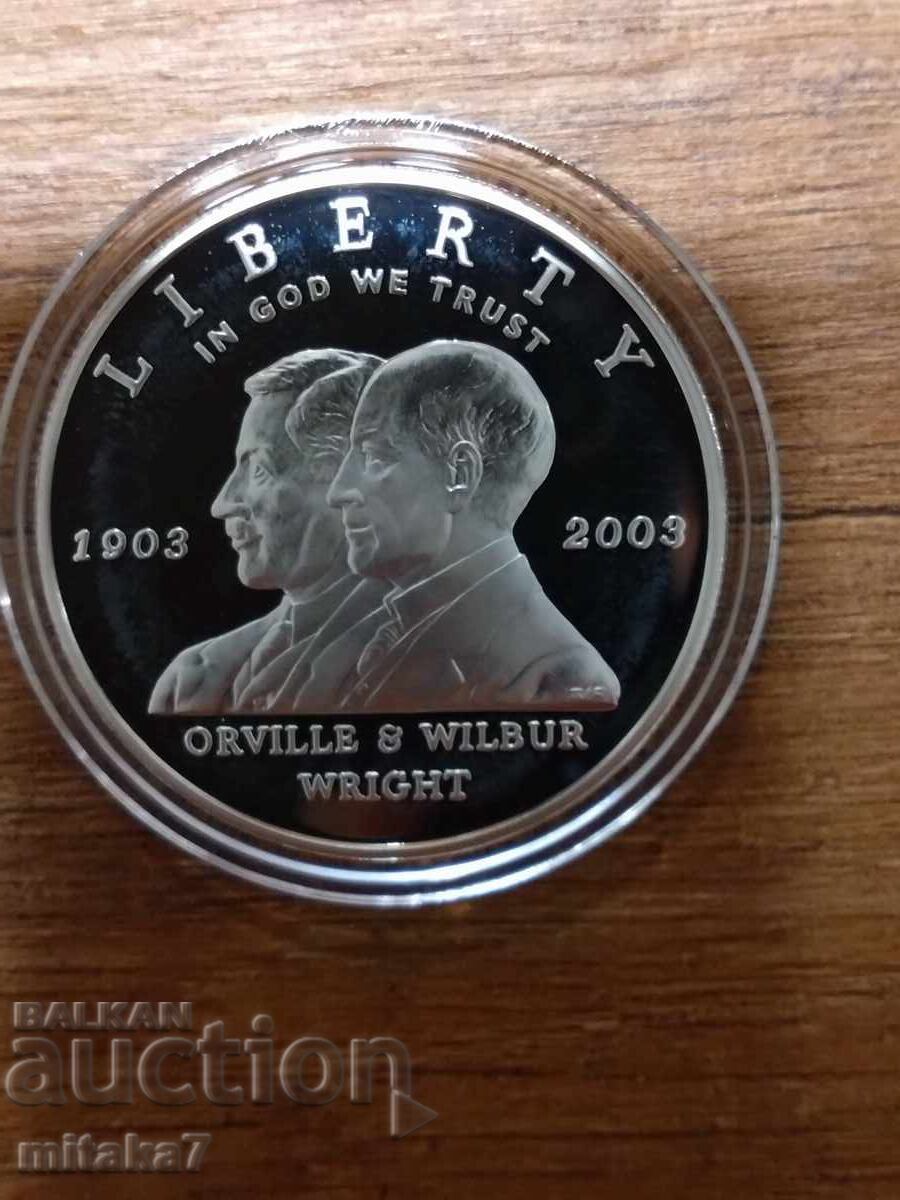 LIBERTY
IN GOD WE TRUST
1903
2003
ORVILLE & WILBUR
WRIGHT
BALKAN
auction
mitaka7